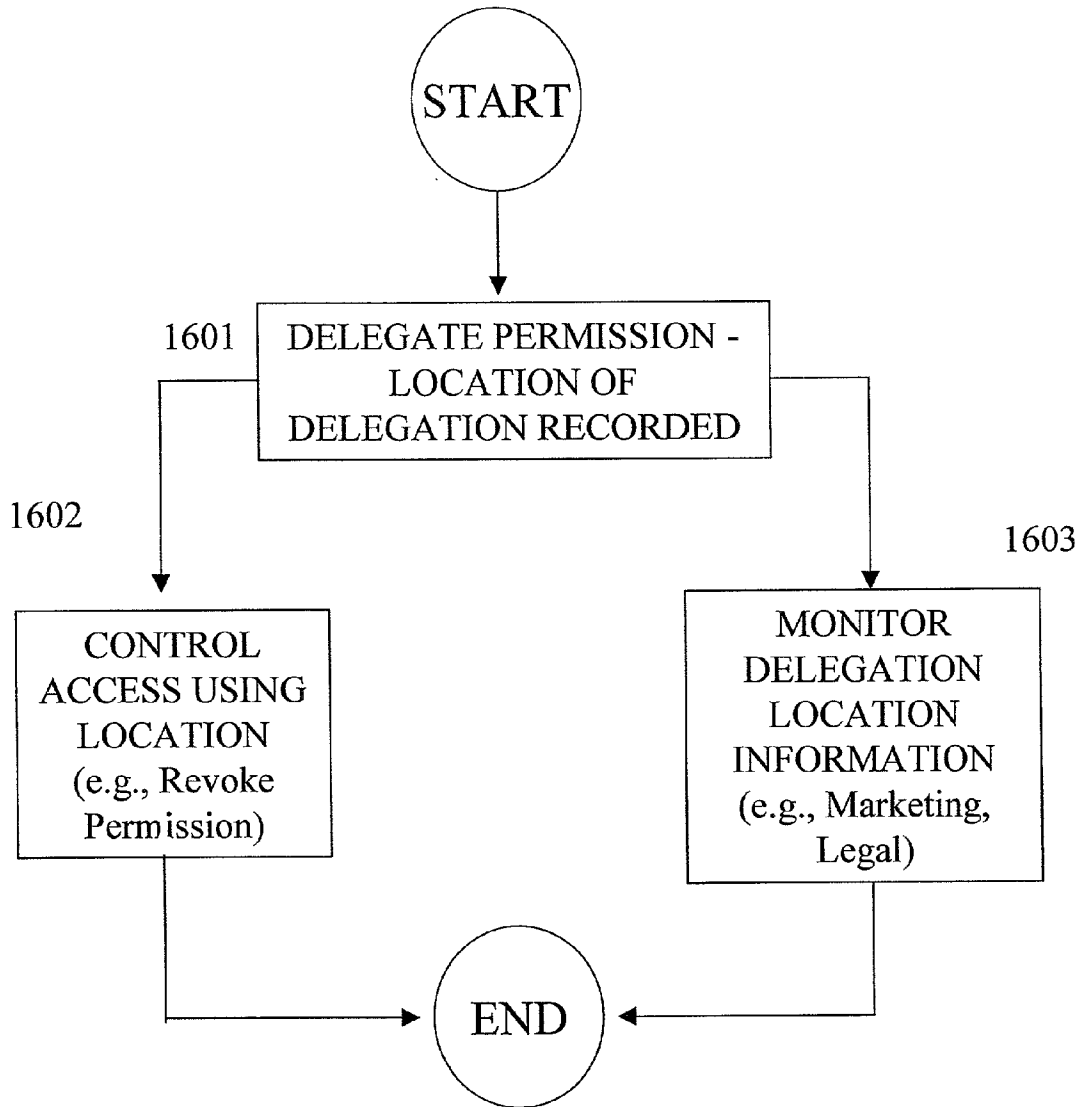 START
1601
DELEGATE PERMISSION -
LOCATION OF
DELEGATION RECORDED
1602
CONTROL
ACCESS USING
LOCATION
(e.g., Revoke
Permission)
1603
MONITOR
DELEGATION
LOCATION
INFORMATION
(e.g., Marketing,
Legal)
END